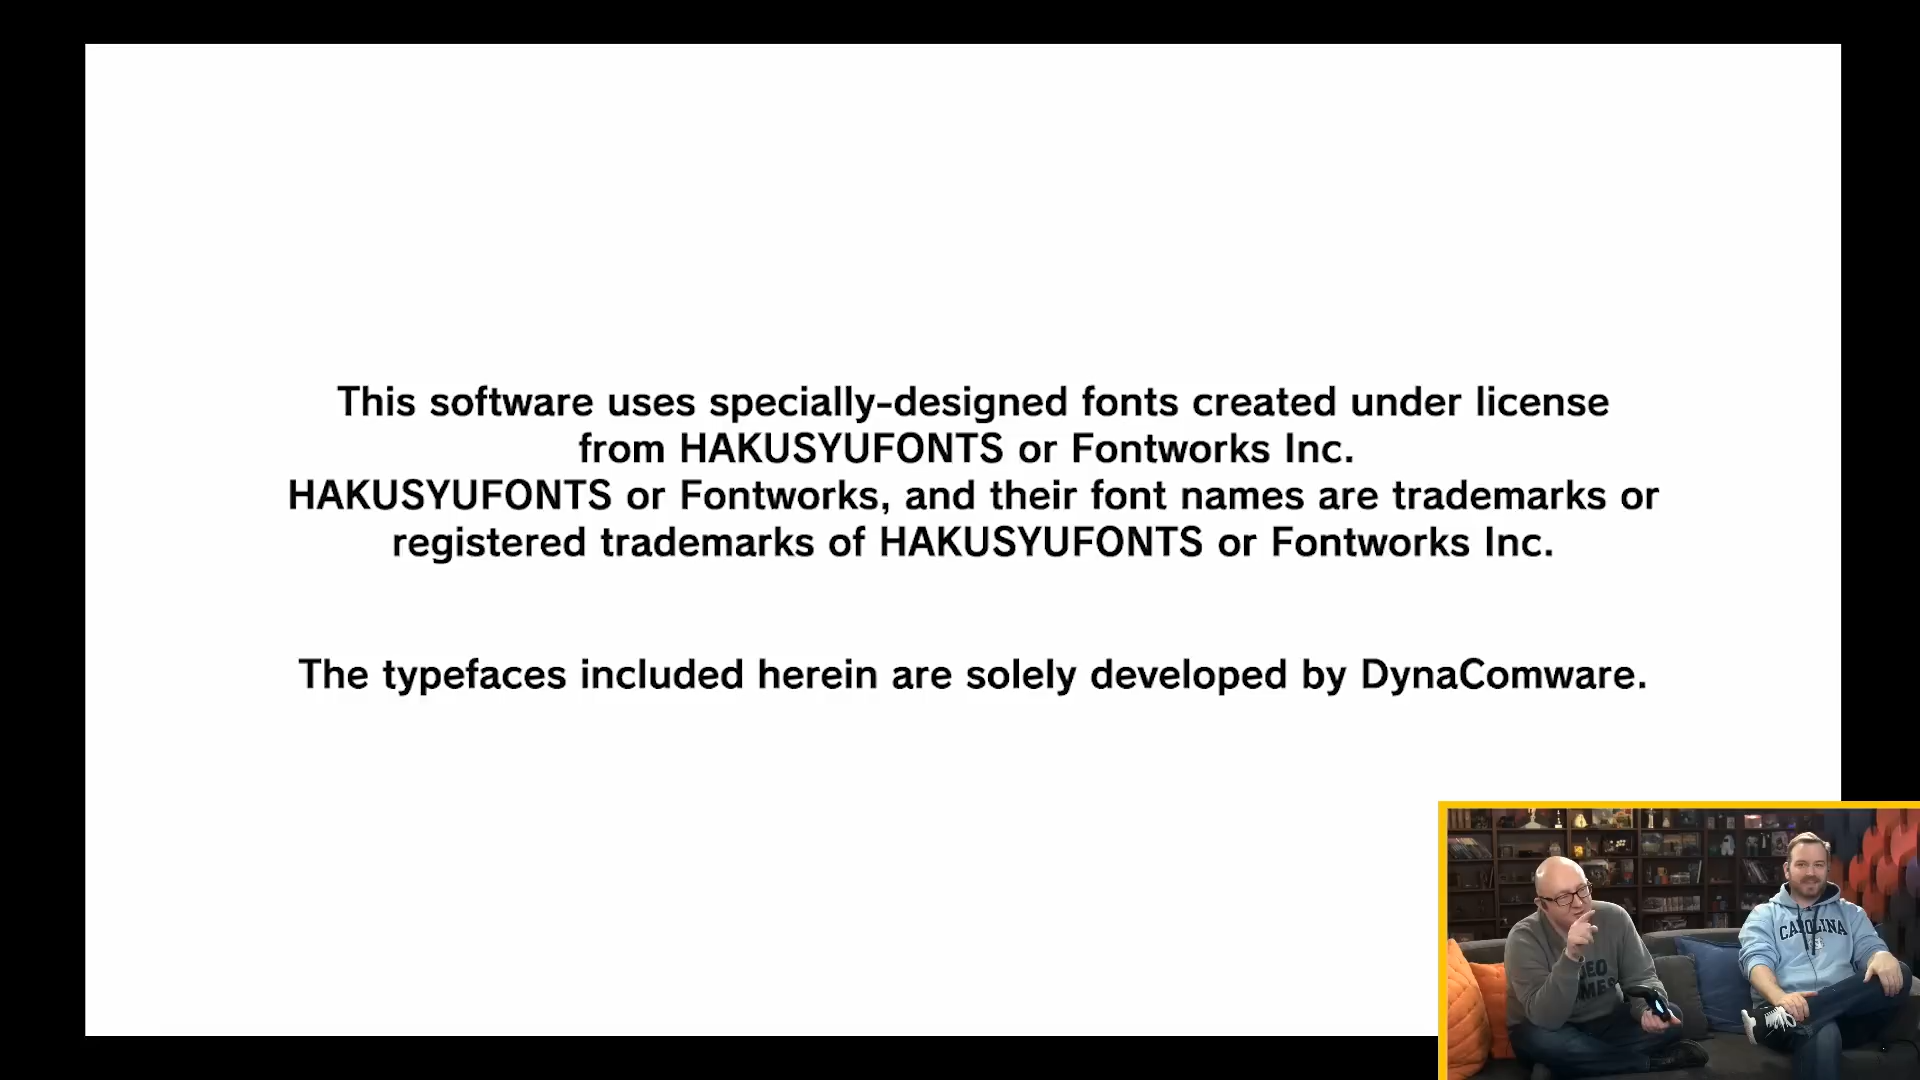 This software uses specially-designed fonts created under license
from HAKUSYUFONTS or Fontworks Inc.
HAKUSYUFONTS or Fontworks, and their font names are trademarks or
registered trademarks of HAKUSYUFONTS or Fontworks Inc.
The typefaces included herein are solely developed by DynaComware.
CAROLINA